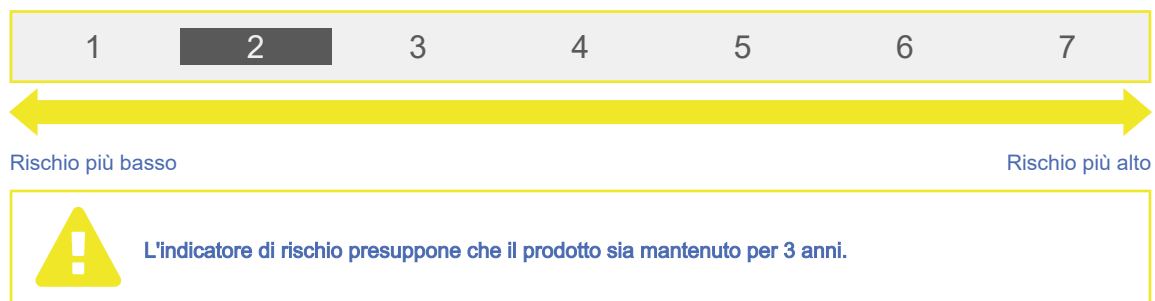 1 2 3 4 5 6 7
Rischio più basso Rischio più alto
L'indicatore di rischio presuppone che il prodotto sia mantenuto per 3 anni.